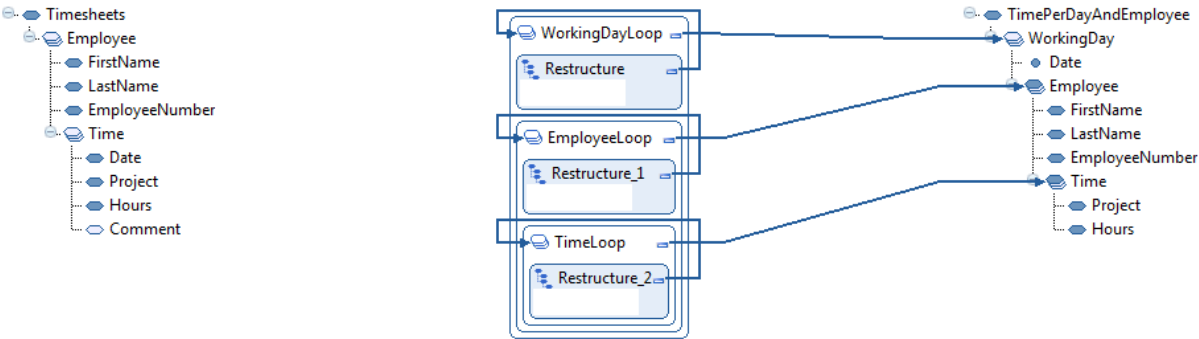 Timesheets
Employee
FirstName
LastName
EmployeeNumber
Time
Date
Project
Hours
Comment
WorkingDayLoop
Restructure
EmployeeLoop
Restructure_1
TimeLoop
Restructure_2
TimePerDayAndEmployee
WorkingDay
Date
Employee
FirstName
LastName
EmployeeNumber
Time
Project
Hours